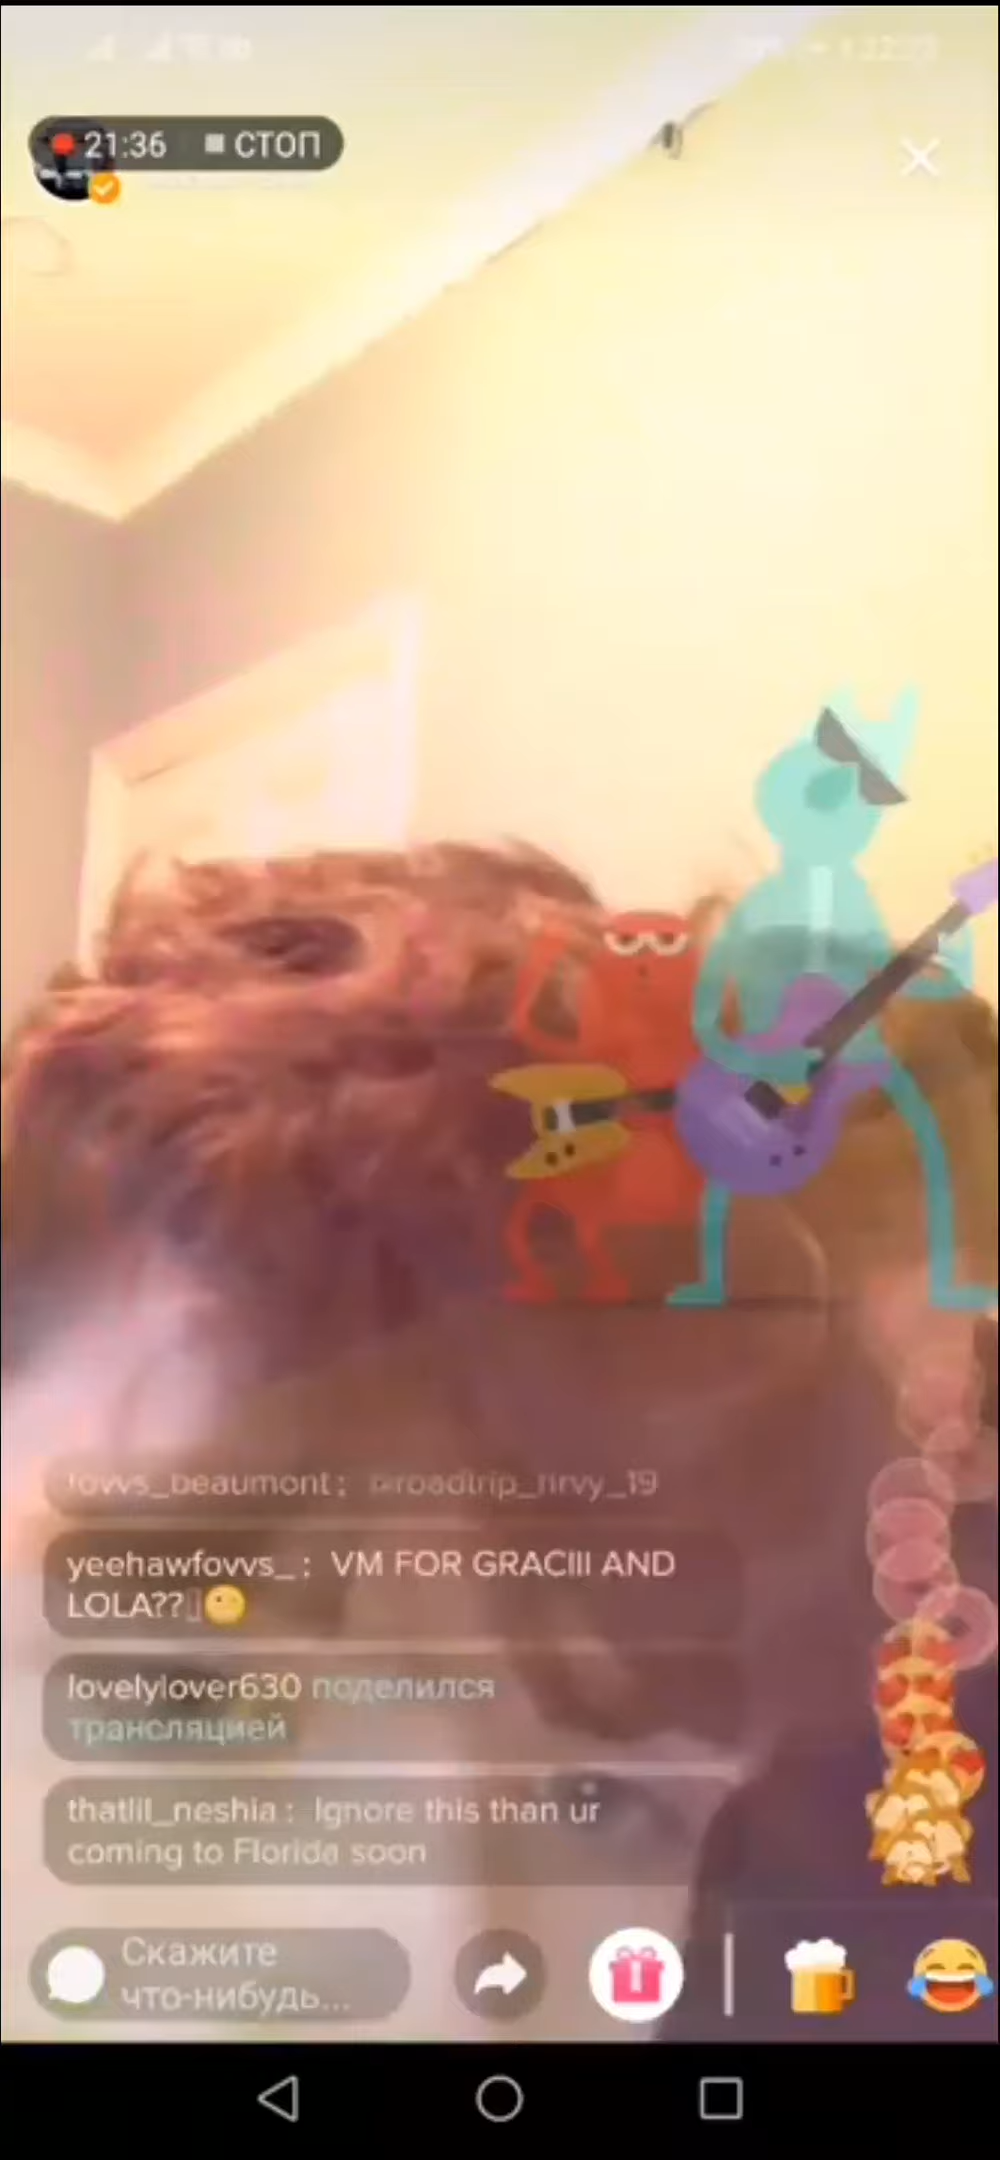 21:36 СТОП
yeehawfovvs_: VM FOR GRACIII AND
LOLA??😶
lovelylover630 поделился
трансляцией
thatlil_neshia: Ignore this than ur
coming to Florida soon
Скажите
что-нибудь...